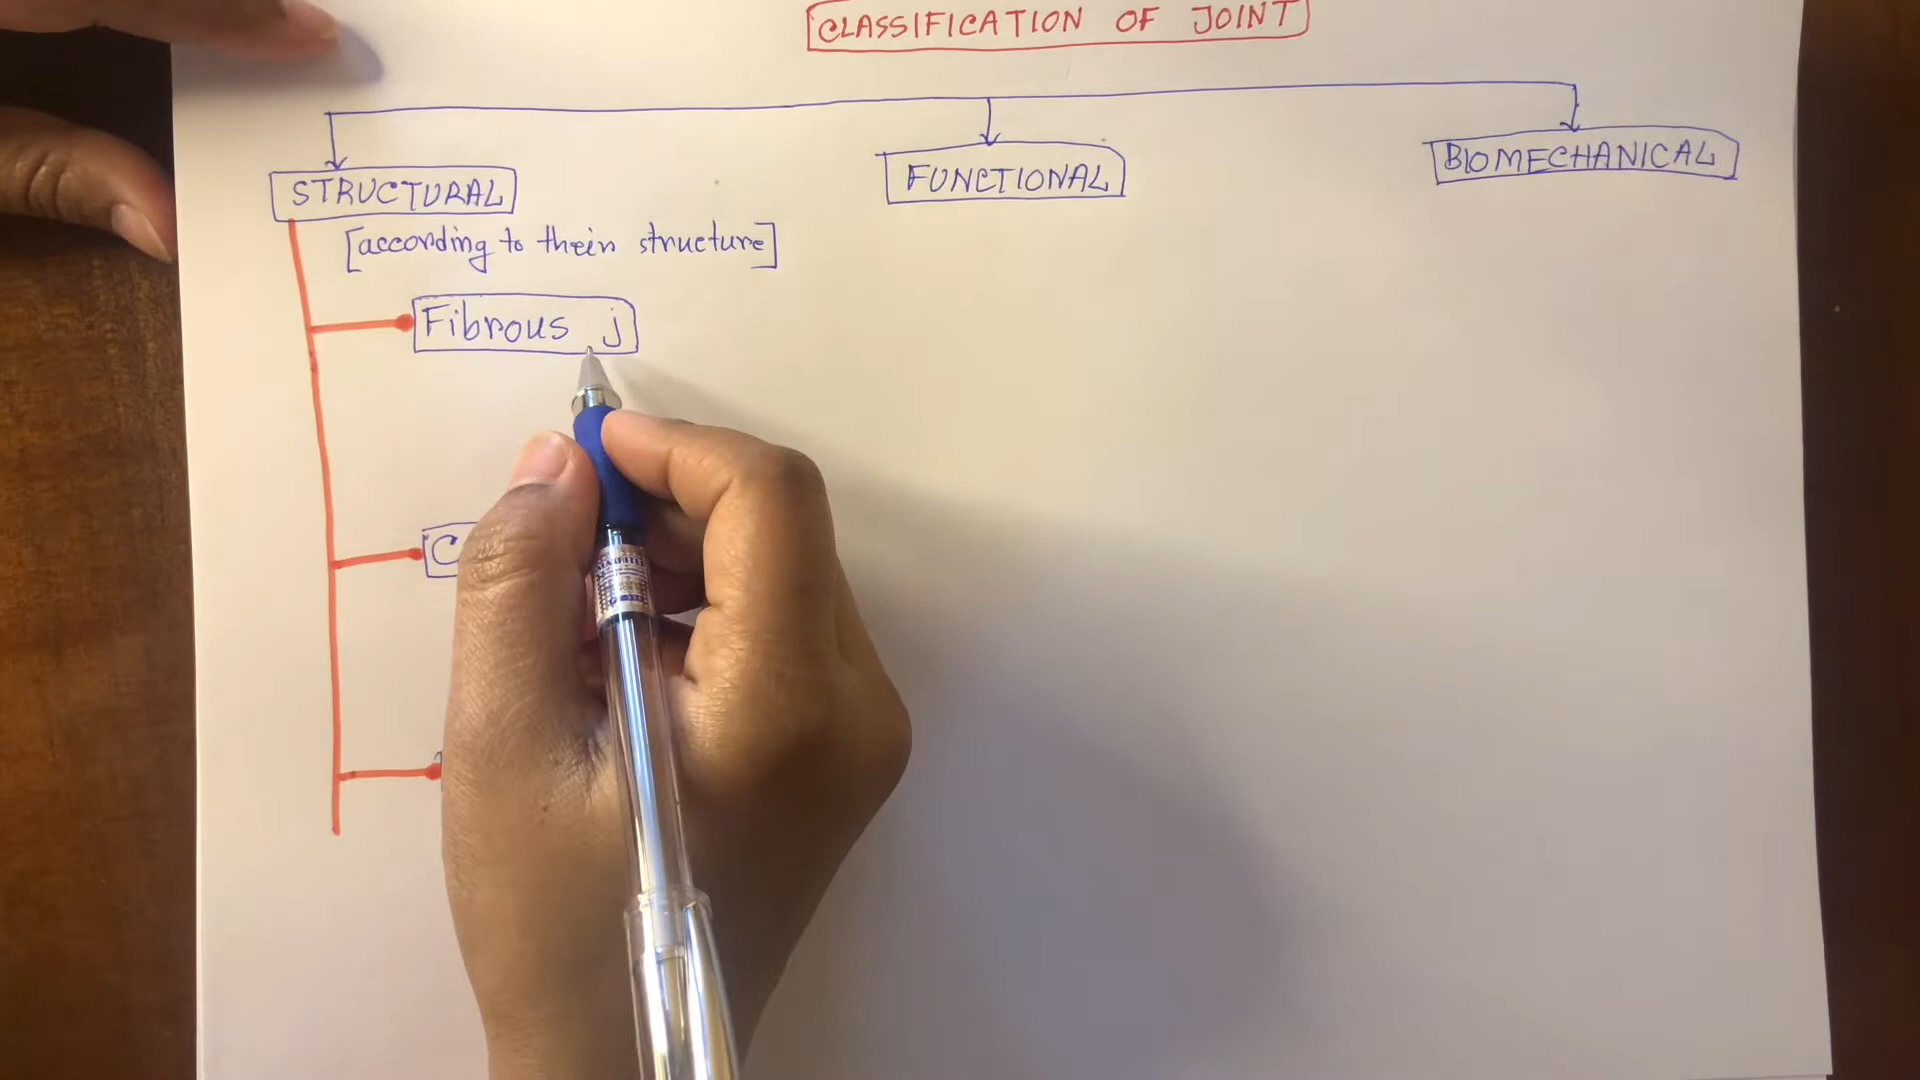 CLASSIFICATION OF JOINT
STRUCTURAL
FUNCTIONAL
BIOMECHANICAL
[according to their structure]
Fibrous j
C